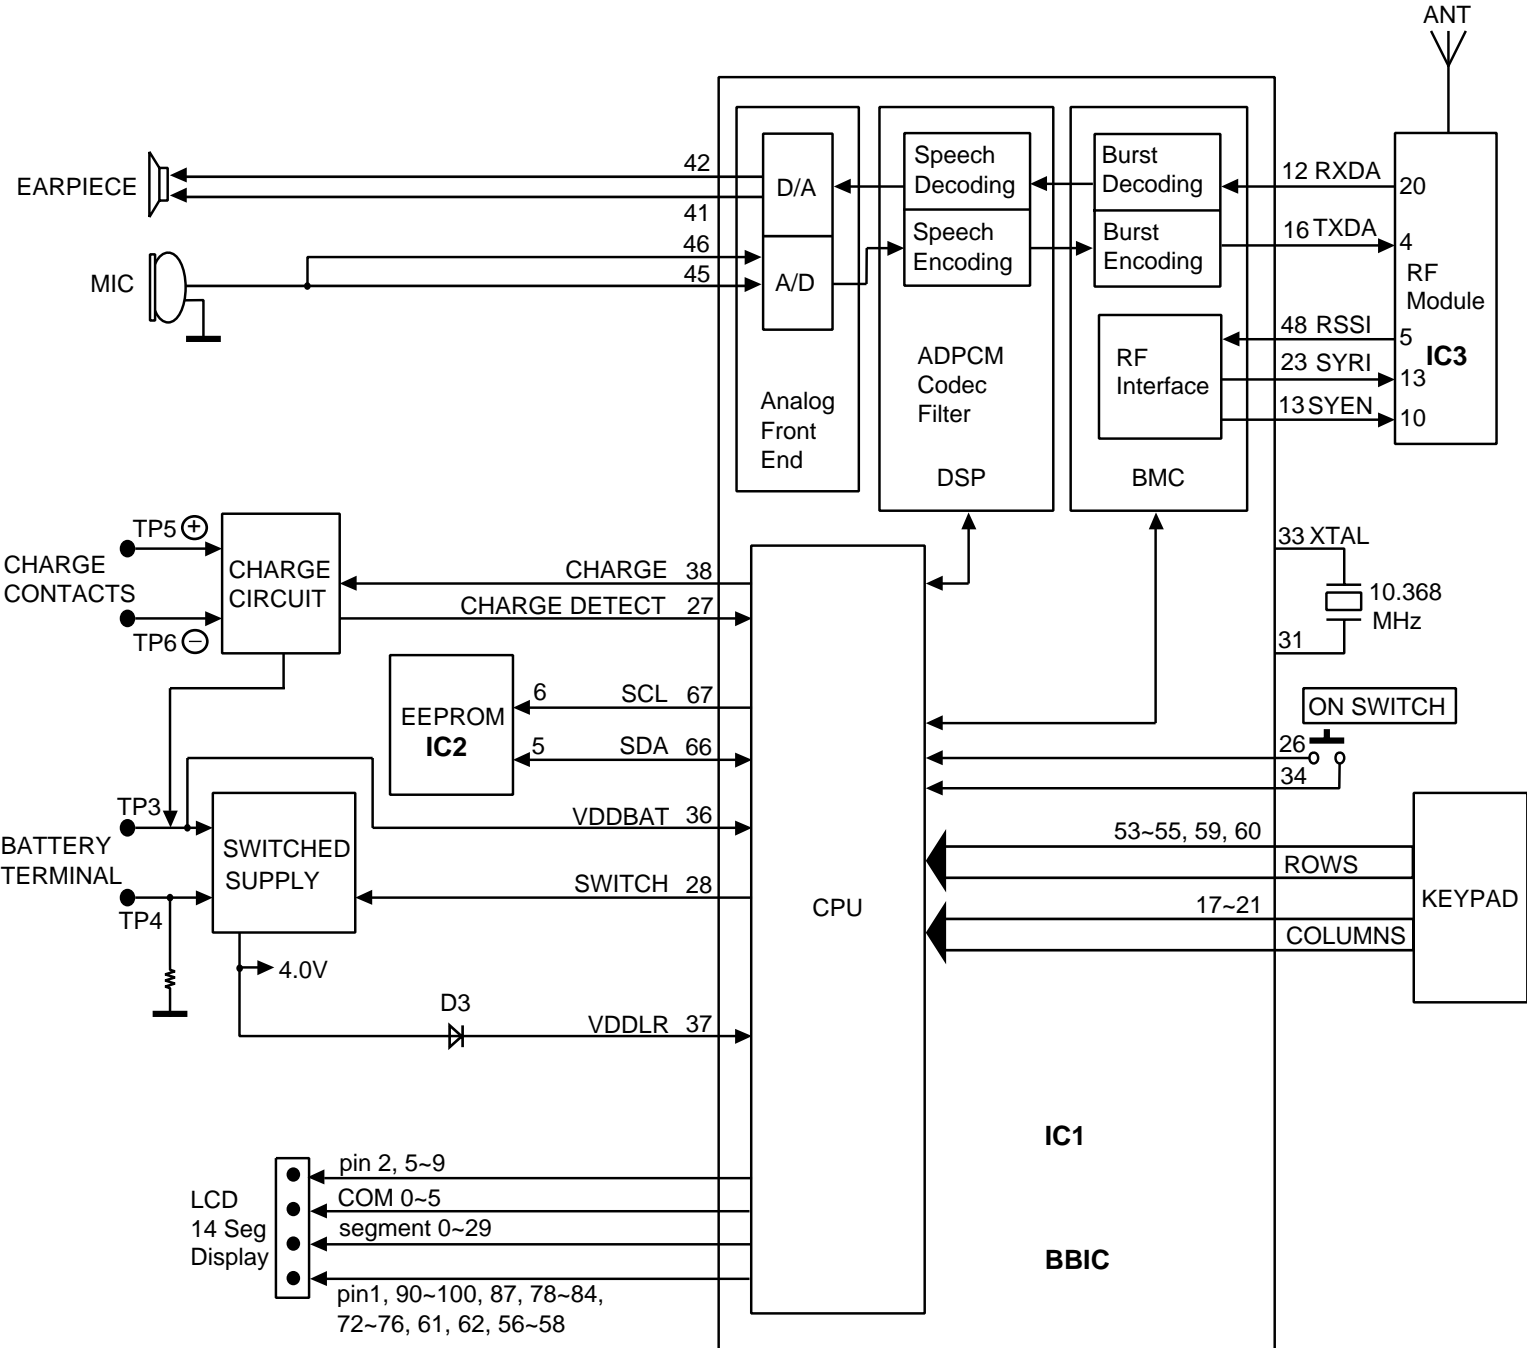 ANT
EARPIECE
42
41
D/A
Speech
Decoding
Burst
Decoding
12 RXDA
20
MIC
46
45
A/D
Speech
Encoding
Burst
Encoding
16 TXDA
4
RF
Module
IC3
48 RSSI
5
23 SYRI
13
13 SYEN
10
RF
Interface
Analog
Front
End
ADPCM
Codec
Filter
DSP
BMC
TP5 +
CHARGE
CONTACTS
TP6 −
CHARGE
CIRCUIT
CHARGE 38
CHARGE DETECT 27
33 XTAL
10.368
MHz
31
EEPROM
IC2
6 SCL 67
5 SDA 66
ON SWITCH
26
34
TP3
BATTERY
TERMINAL
TP4
SWITCHED
SUPPLY
VDDBAT 36
SWITCH 28
4.0V
D3
VDDLR 37
CPU
53~55, 59, 60
ROWS
17~21
COLUMNS
KEYPAD
IC1
BBIC
LCD
14 Seg
Display
pin 2, 5~9
COM 0~5
segment 0~29
pin1, 90~100, 87, 78~84,
72~76, 61, 62, 56~58